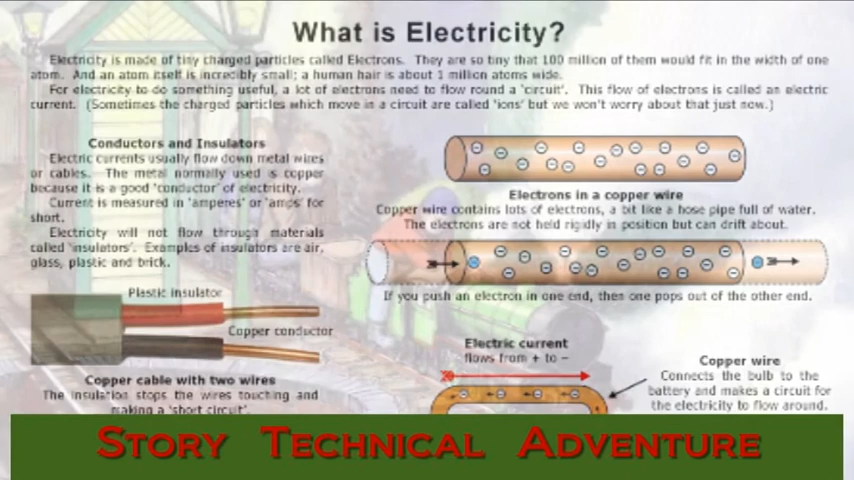 What is Electricity?
Electricity is made of tiny charged particles called Electrons. They are so tiny that 100 million of them would fit in the width of one
atom. And an atom itself is incredibly small; a human hair is about 1 million atoms wide.
For electricity to do something useful, a lot of electrons need to flow round a 'circuit'. This flow of electrons is called an electric
current. (Sometimes the charged particles which move in a circuit are called 'ions' but we won't worry about that just now.)
Conductors and Insulators
Electric currents usually flow down metal wires
or cables. The metal normally used is copper
because it is a good 'conductor' of electricity.
Current is measured in 'amperes' or 'amps' for
short.
Electricity will not flow through materials
called 'insulators'. Examples of insulators are air,
glass, plastic and brick.
Plastic insulator
Copper conductor
Copper cable with two wires
The insulation stops the wires touching and
making a 'short circuit'.
Electrons in a copper wire
Copper wire contains lots of electrons, a bit like a hose pipe full of water.
The electrons are not held rigidly in position but can drift about.
If you push an electron in one end, then one pops out of the other end.
Electric current
flows from + to −
Copper wire
Connects the bulb to the
battery and makes a circuit for
the electricity to flow around.
Story Technical Adventure